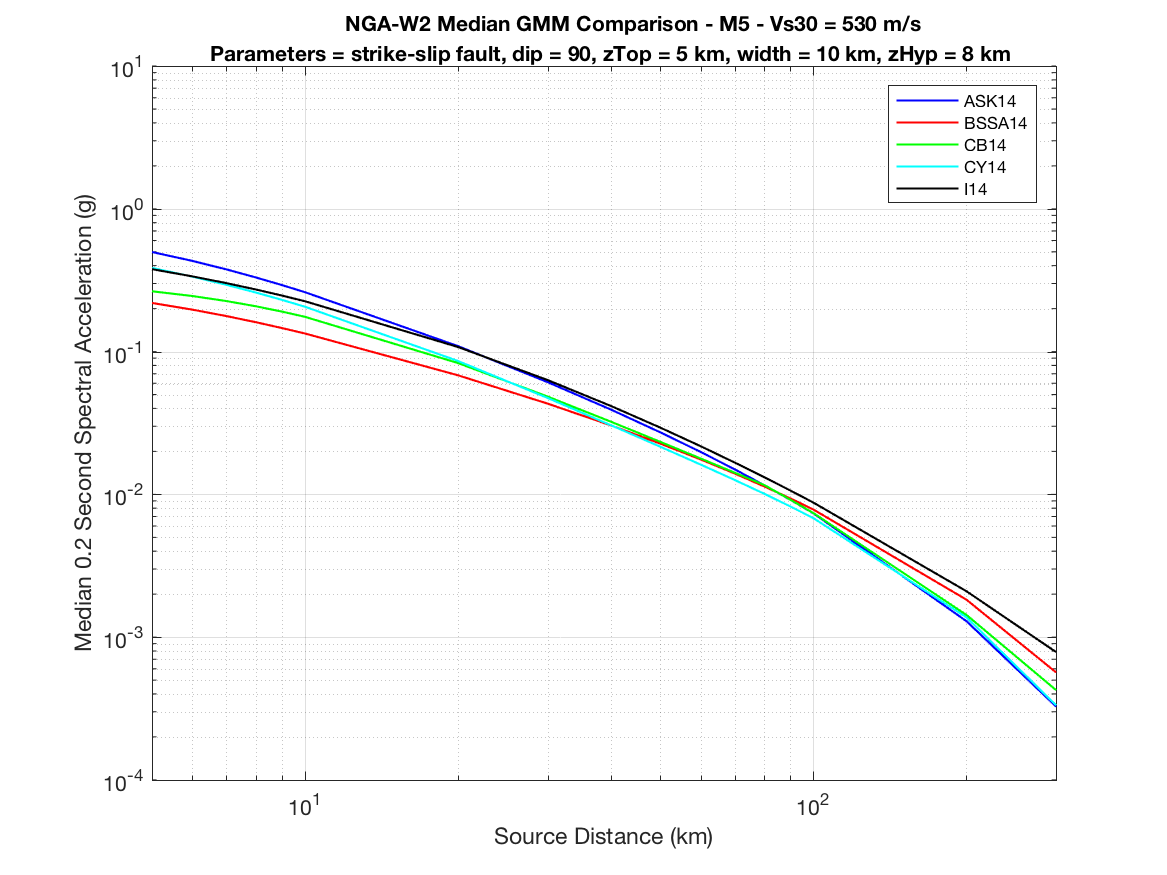 NGA-W2 Median GMM Comparison - M5 - Vs30 = 530 m/s
Parameters = strike-slip fault, dip = 90, zTop = 5 km, width = 10 km, zHyp = 8 km
10^1
ASK14
BSSA14
CB14
CY14
I14
10^0
10^-1
10^-2
10^-3
10^-4
Median 0.2 Second Spectral Acceleration (g)
10^1 10^2
Source Distance (km)